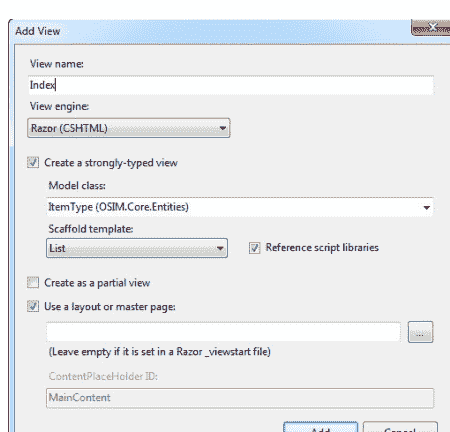 Add View
View name:
Index
View engine:
Razor (CSHTML)
Create a strongly-typed view
Model class:
ItemType (OSIM.Core.Entities)
Scaffold template:
List
Reference script libraries
Create as a partial view
Use a layout or master page:
...
(Leave empty if it is set in a Razor _viewstart file)
ContentPlaceHolder ID:
MainContent
Add Cancel